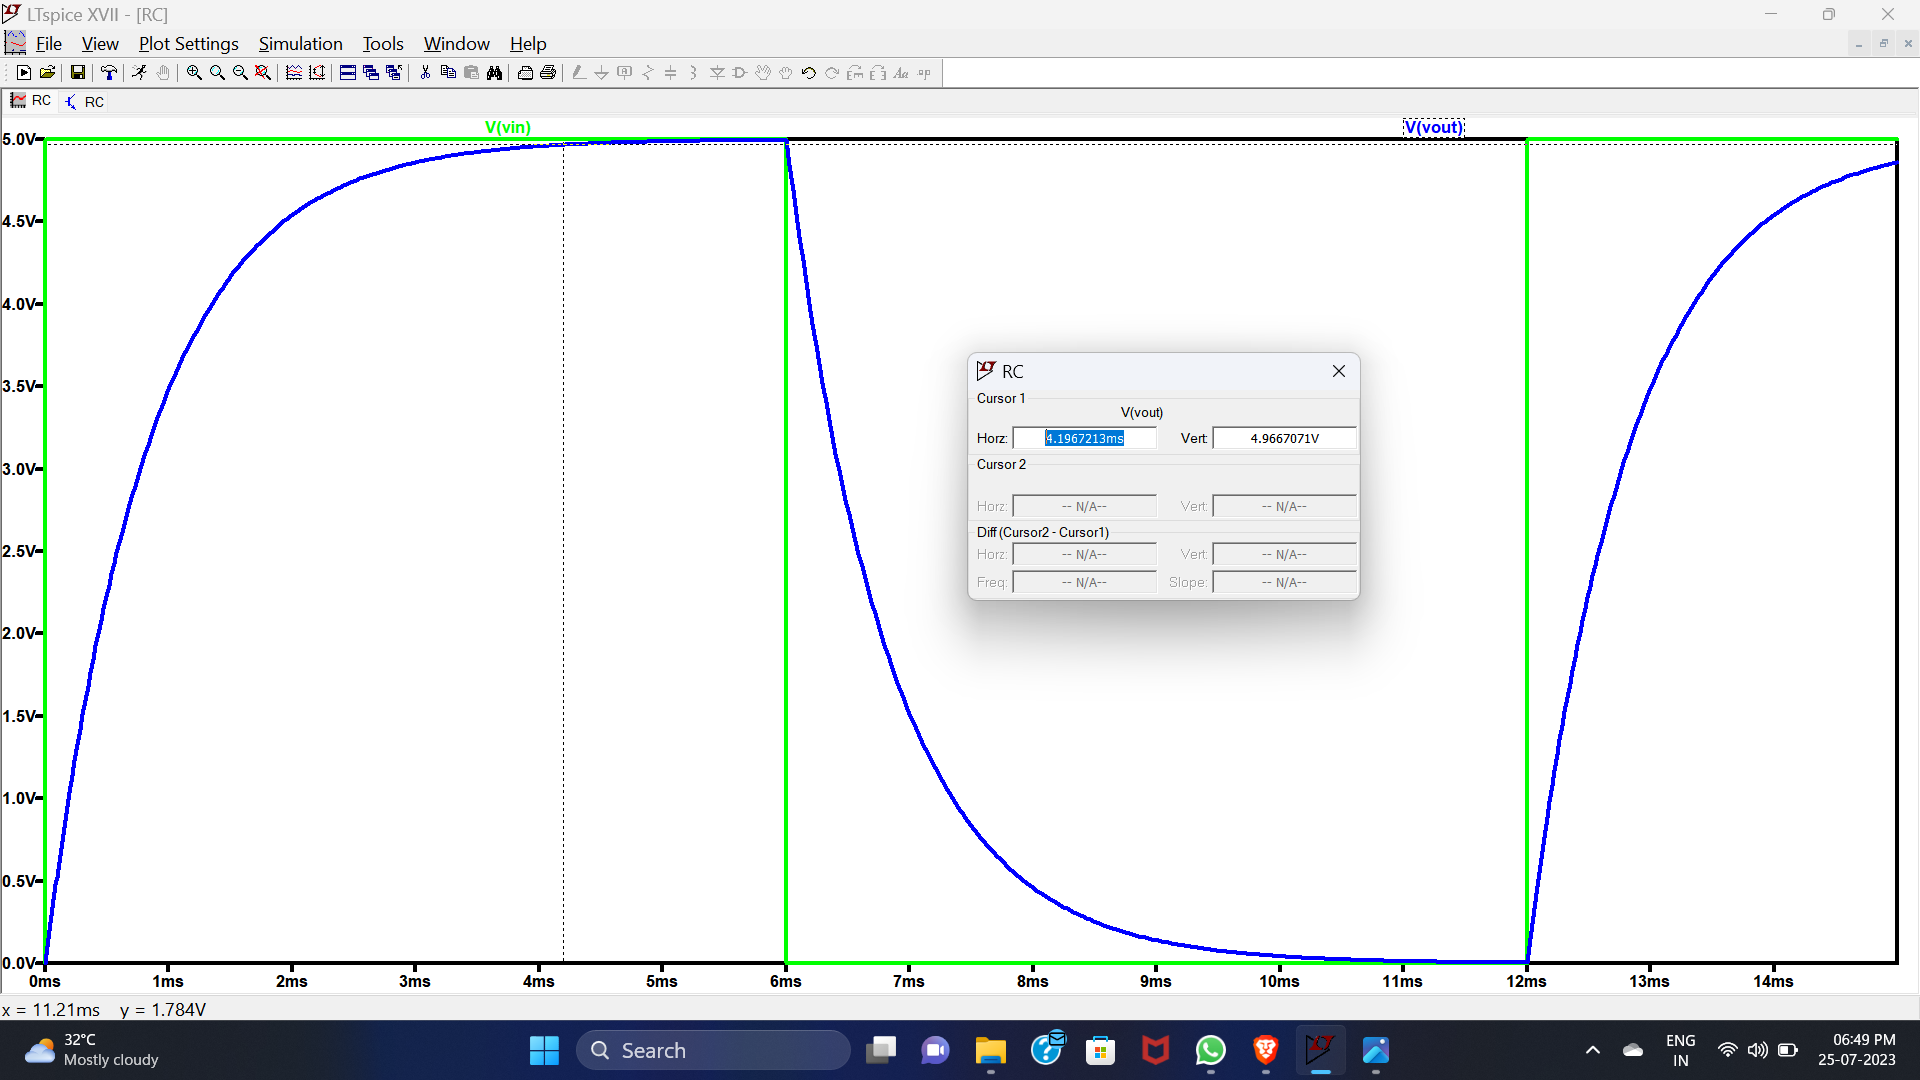 LTspice XVII - [RC]
File View Plot Settings Simulation Tools Window Help
RC RC
V(vin) V(vout)
5.0V
4.5V
4.0V
3.5V
3.0V
2.5V
2.0V
1.5V
1.0V
0.5V
0.0V
0ms 1ms 2ms 3ms 4ms 5ms 6ms 7ms 8ms 9ms 10ms 11ms 12ms 13ms 14ms
RC
Cursor 1
V(vout)
Horz: 4.1967213ms Vert: 4.9667071V
Cursor 2
Horz: -- N/A-- Vert: -- N/A--
Diff (Cursor2 - Cursor1)
Horz: -- N/A-- Vert: -- N/A--
Freq: -- N/A-- Slope: -- N/A--
x = 11.21ms y = 1.784V
32°C
Mostly cloudy
Search
ENG
IN
06:49 PM
25-07-2023